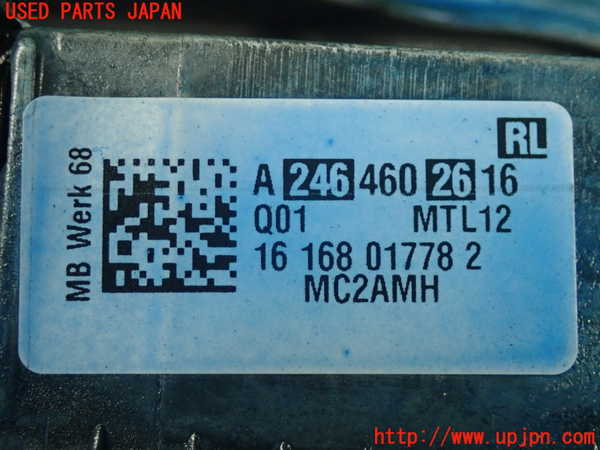 USED PARTS JAPAN
RL
MB Werk 68
A 246 460 26 16
Q01 MTL12
16 168 01778 2
MC2AMH
http://www.upjpn.com/